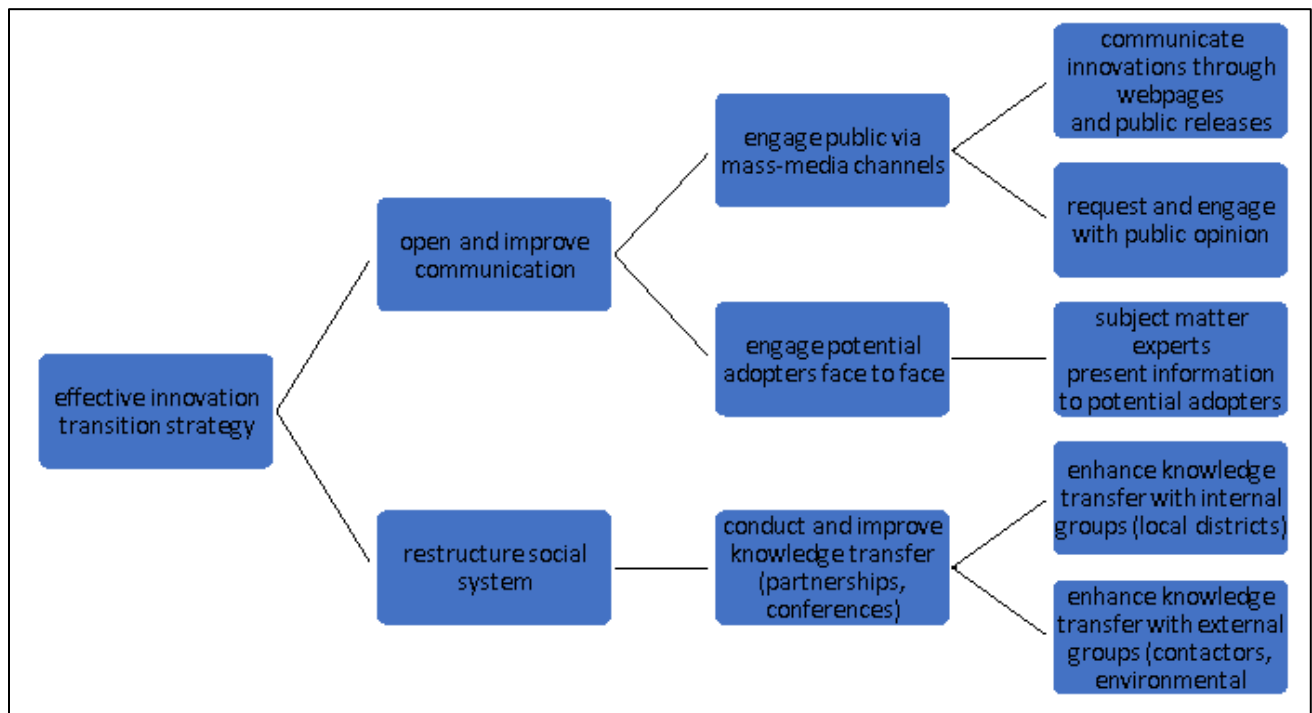 communicate
innovations through
webpages
and public releases
engage public via
mass-media channels
request and engage
with public opinion
open and improve
communication
engage potential
adopters face to face
subject matter
experts
present information
to potential adopters
effective innovation
transition strategy
enhance knowledge
transfer with internal
groups (local districts)
restructure social
system
conduct and improve
knowledge transfer
(partnerships,
conferences)
enhance knowledge
transfer with external
groups (contactors,
environmental